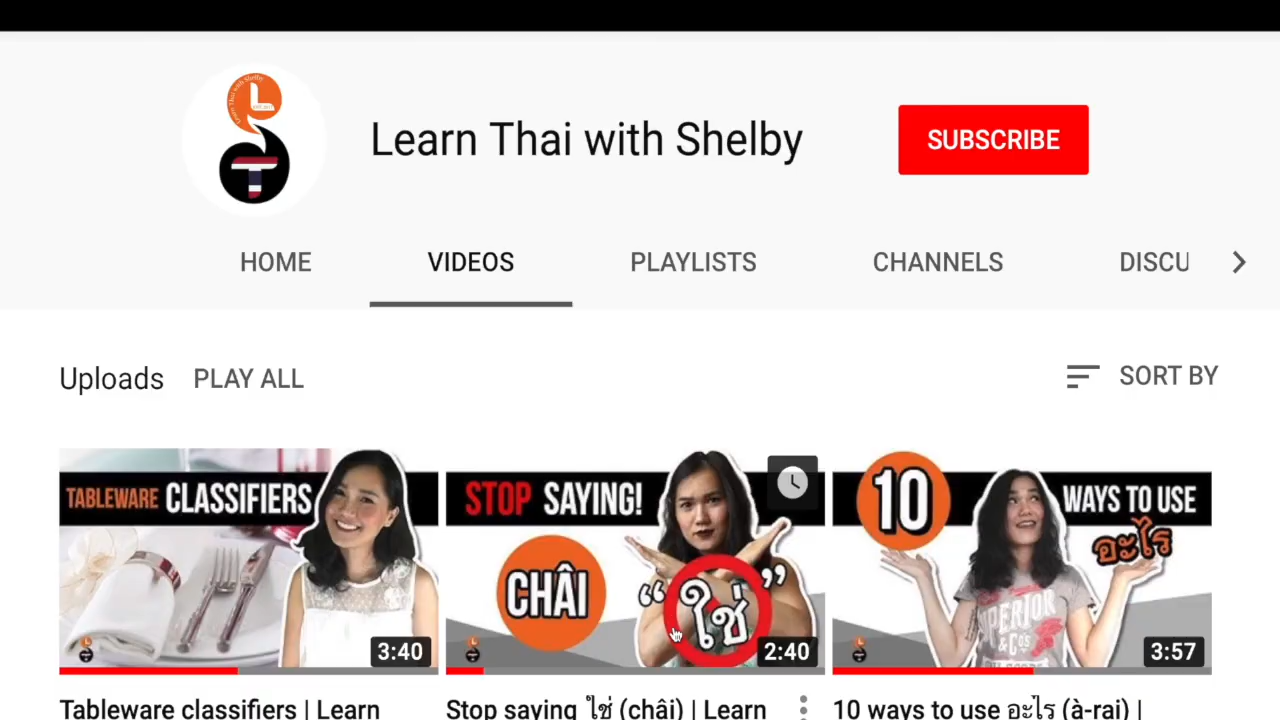 Learn Thai with Shelby
SUBSCRIBE
HOME VIDEOS PLAYLISTS CHANNELS DISCU
Uploads PLAY ALL SORT BY
TABLEWARE CLASSIFIERS
3:40
STOP SAYING!
CHÂI
“ใช่”
2:40
10 WAYS TO USE
อะไร
SUPERIOR
& Co's
3:57
Tableware classifiers | Learn
Stop saying ใช่ (châi) | Learn
10 ways to use อะไร (à-rai) |